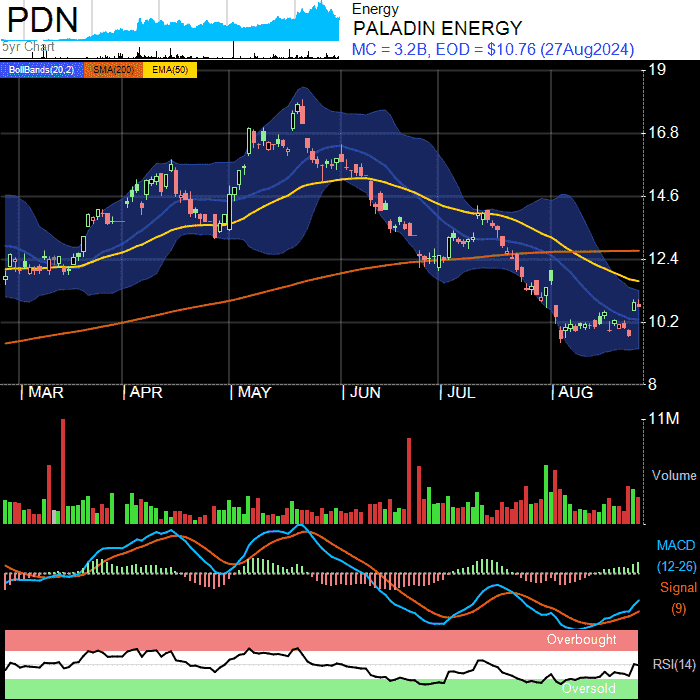 PDN
5yr Chart
Energy
PALADIN ENERGY
MC = 3.2B, EOD = $10.76 (27Aug2024)
BollBands(20,2) SMA(200) EMA(50)
19
16.8
14.6
12.4
10.2
8
| MAR | APR | MAY | JUN | JUL | AUG
11M
Volume
MACD
(12-26)
Signal
(9)
Overbought
RSI(14)
Oversold